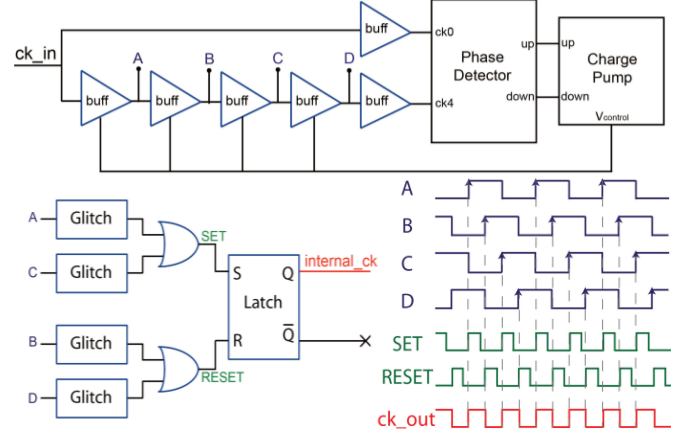 ck_in
A
B
C
D
buff
buff
buff
buff
buff
buff
ck0
ck4
Phase
Detector
up
down
up
down
Charge
Pump
Vcontrol
A
Glitch
C
Glitch
B
Glitch
D
Glitch
SET
RESET
S
R
Q
Q
Latch
internal_ck
A
B
C
D
SET
RESET
ck_out